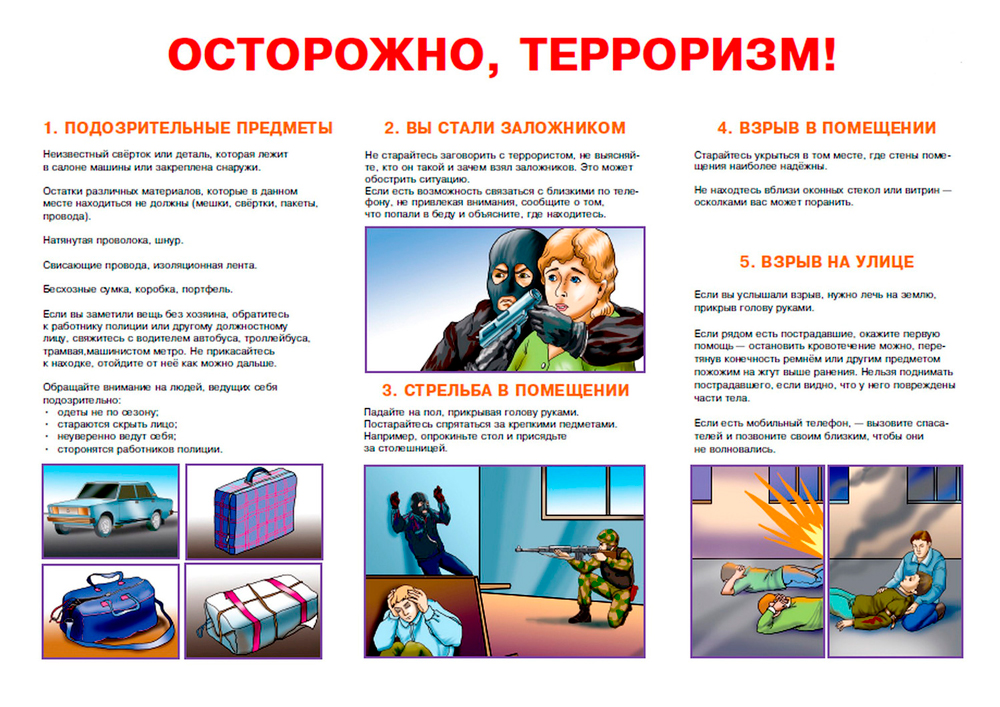 ОСТОРОЖНО, ТЕРРОРИЗМ!
1. ПОДОЗРИТЕЛЬНЫЕ ПРЕДМЕТЫ
Неизвестный свёрток или деталь, которая лежит
в салоне машины или закреплена снаружи.
Остатки различных материалов, которые в данном
месте находиться не должны (мешки, свёртки, пакеты,
провода).
Натянутая проволока, шнур.
Свисающие провода, изоляционная лента.
Бесхозные сумка, коробка, портфель.
Если вы заметили вещь без хозяина, обратитесь
к работнику полиции или другому должностному
лицу, свяжитесь с водителем автобуса, троллейбуса,
трамвая,машинистом метро. Не прикасайтесь
к находке, отойдите от неё как можно дальше.
Обращайте внимание на людей, ведущих себя
подозрительно:
• одеты не по сезону;
• стараются скрыть лицо;
• неуверенно ведут себя;
• сторонятся работников полиции.
2. ВЫ СТАЛИ ЗАЛОЖНИКОМ
Не старайтесь заговорить с террористом, не выясняй-
те, кто он такой и зачем взял заложников. Это может
обострить ситуацию.
Если есть возможность связаться с близкими по теле-
фону, не привлекая внимания, сообщите о том,
что попали в беду и объясните, где находитесь.
3. СТРЕЛЬБА В ПОМЕЩЕНИИ
Падайте на пол, прикрывая голову руками.
Постарайтесь спрятаться за крепкими педметами.
Например, опрокиньте стол и присядьте
за столешницей.
4. ВЗРЫВ В ПОМЕЩЕНИИ
Старайтесь укрыться в том месте, где стены поме-
щения наиболее надёжны.
Не находтесь вблизи оконных стекол или витрин —
осколками вас может поранить.
5. ВЗРЫВ НА УЛИЦЕ
Если вы услышали взрыв, нужно лечь на землю,
прикрыв голову руками.
Если рядом есть пострадавшие, окажите первую
помощь — остановить кровотечение можно, пере-
тянув конечность ремнём или другим предметом
похожим на жгут выше ранения. Нельзя поднимать
пострадавшего, если видно, что у него повреждены
части тела.
Если есть мобильный телефон, — вызовите спаса-
телей и позвоните своим близким, чтобы они
не волновались.